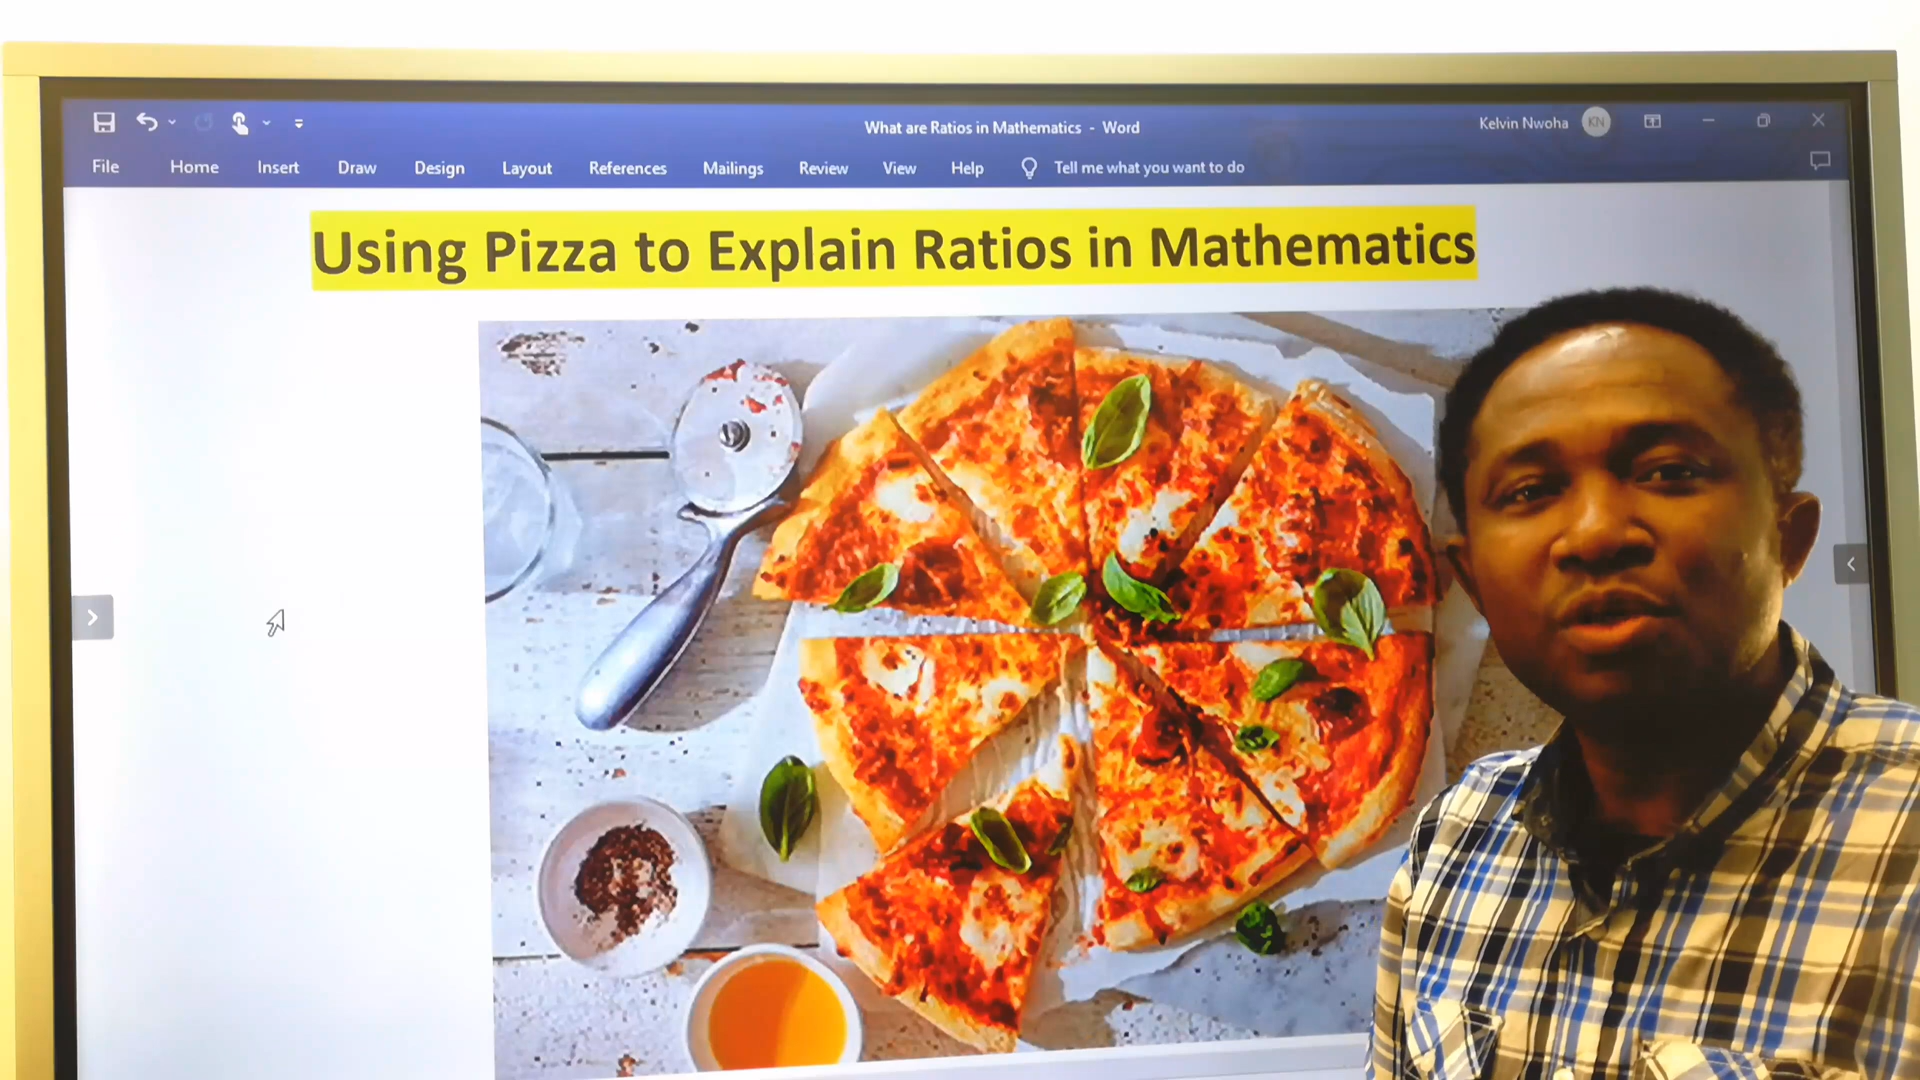 What are Ratios in Mathematics - Word
Kelvin Nwoha KN
File Home Insert Draw Design Layout References Mailings Review View Help Tell me what you want to do
Using Pizza to Explain Ratios in Mathematics